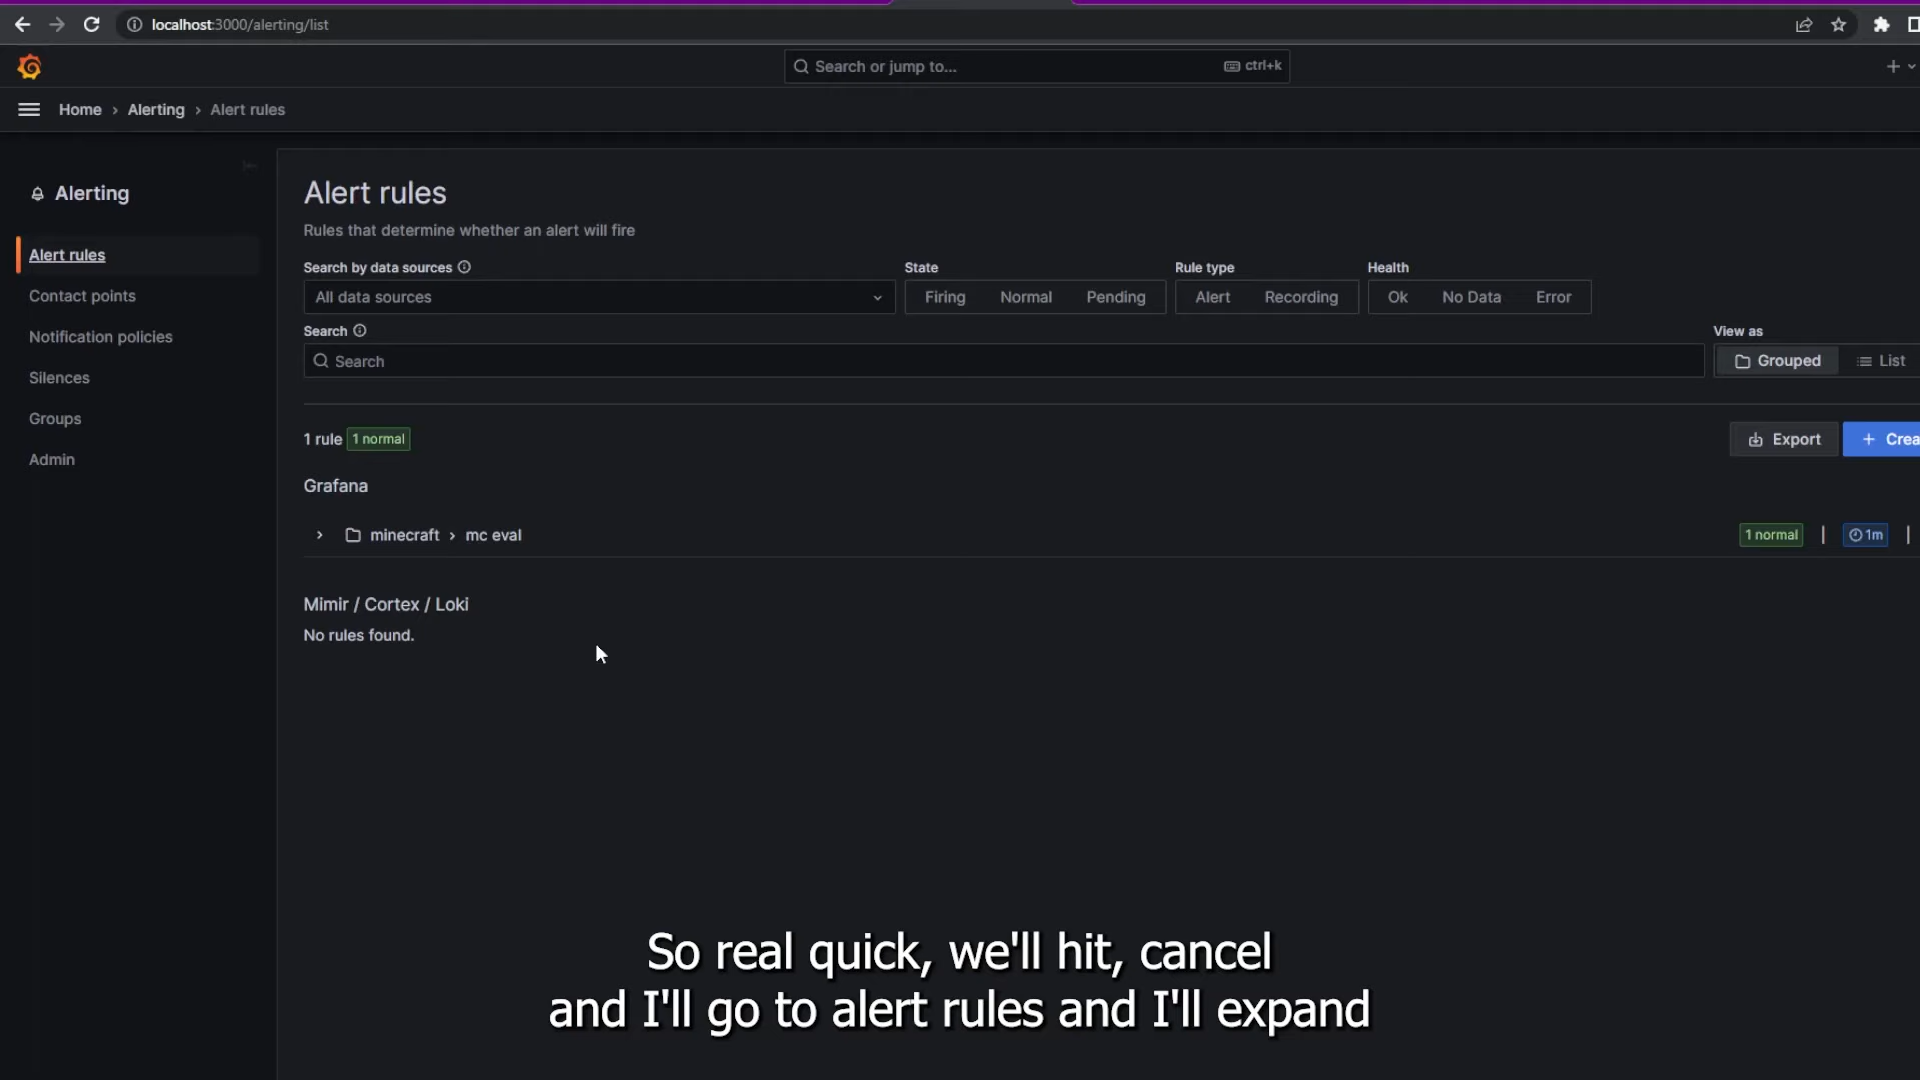 localhost:3000/alerting/list
Search or jump to... ctrl+k
Home › Alerting › Alert rules
Alerting
Alert rules
Contact points
Notification policies
Silences
Groups
Admin
Alert rules
Rules that determine whether an alert will fire
Search by data sources State Rule type Health
All data sources Firing Normal Pending Alert Recording Ok No Data Error
Search View as
Search Grouped List
1 rule 1 normal Export + Crea
Grafana
minecraft › mc eval 1 normal | 1m |
Mimir / Cortex / Loki
No rules found.
So real quick, we'll hit, cancel
and I'll go to alert rules and I'll expand